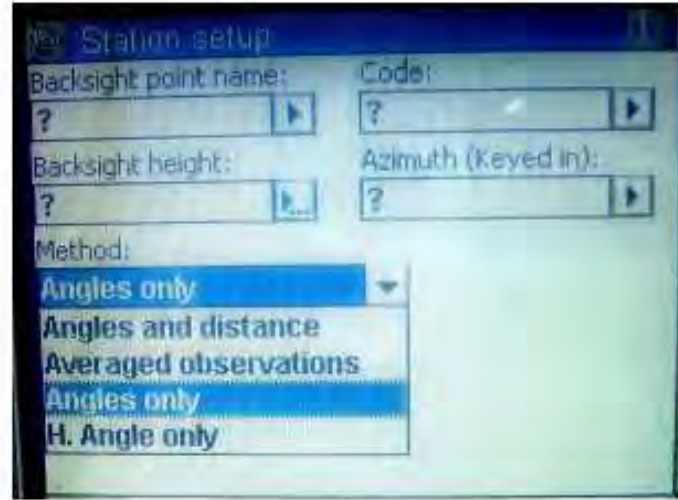 Station setup
Backsight point name: Code:
? ?
Backsight height: Azimuth (Keyed in):
? ?
Method:
Angles only
Angles and distance
Averaged observations
Angles only
H. Angle only